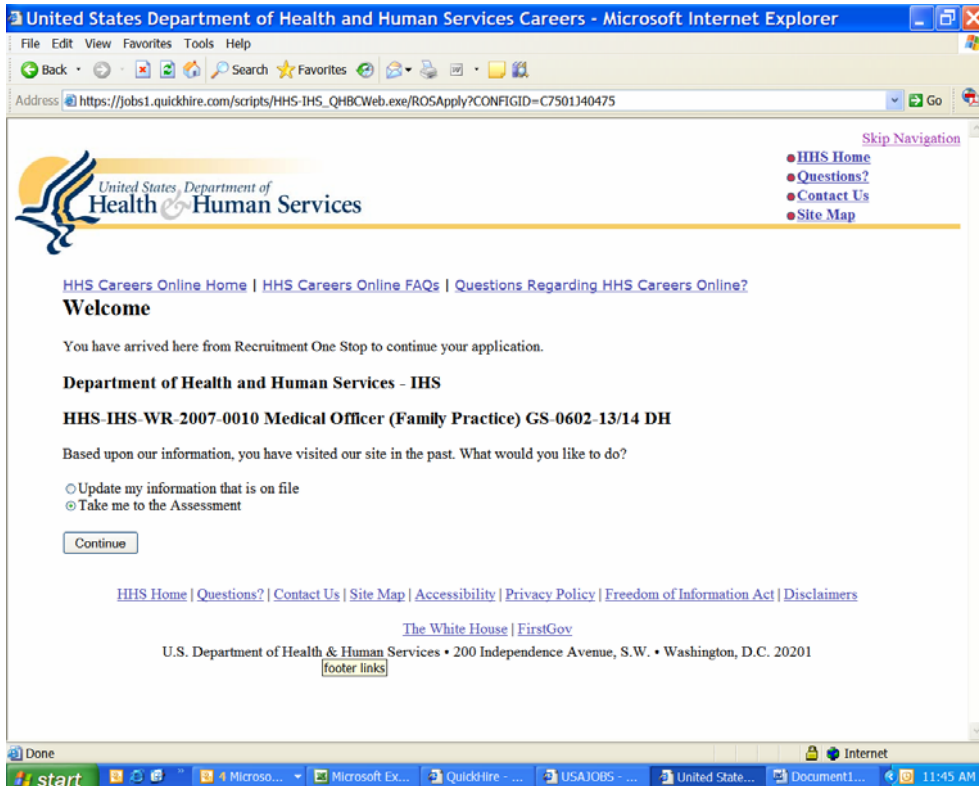 United States Department of Health and Human Services Careers - Microsoft Internet Explorer
File Edit View Favorites Tools Help
Back Search Favorites
Address https://jobs1.quickhire.com/scripts/HHS-IHS_QHBCWeb.exe/ROSApply?CONFIGID=C7501J40475 Go
Skip Navigation
HHS Home
Questions?
Contact Us
Site Map
United States Department of
Health & Human Services
HHS Careers Online Home | HHS Careers Online FAQs | Questions Regarding HHS Careers Online?
Welcome
You have arrived here from Recruitment One Stop to continue your application.
Department of Health and Human Services - IHS
HHS-IHS-WR-2007-0010 Medical Officer (Family Practice) GS-0602-13/14 DH
Based upon our information, you have visited our site in the past. What would you like to do?
Update my information that is on file
Take me to the Assessment
Continue
HHS Home | Questions? | Contact Us | Site Map | Accessibility | Privacy Policy | Freedom of Information Act | Disclaimers
The White House | FirstGov
U.S. Department of Health & Human Services • 200 Independence Avenue, S.W. • Washington, D.C. 20201
footer links
Done Internet
start 4 Microso... Microsoft Ex... QuickHire - ... USAJOBS - ... United State... Document1... 11:45 AM